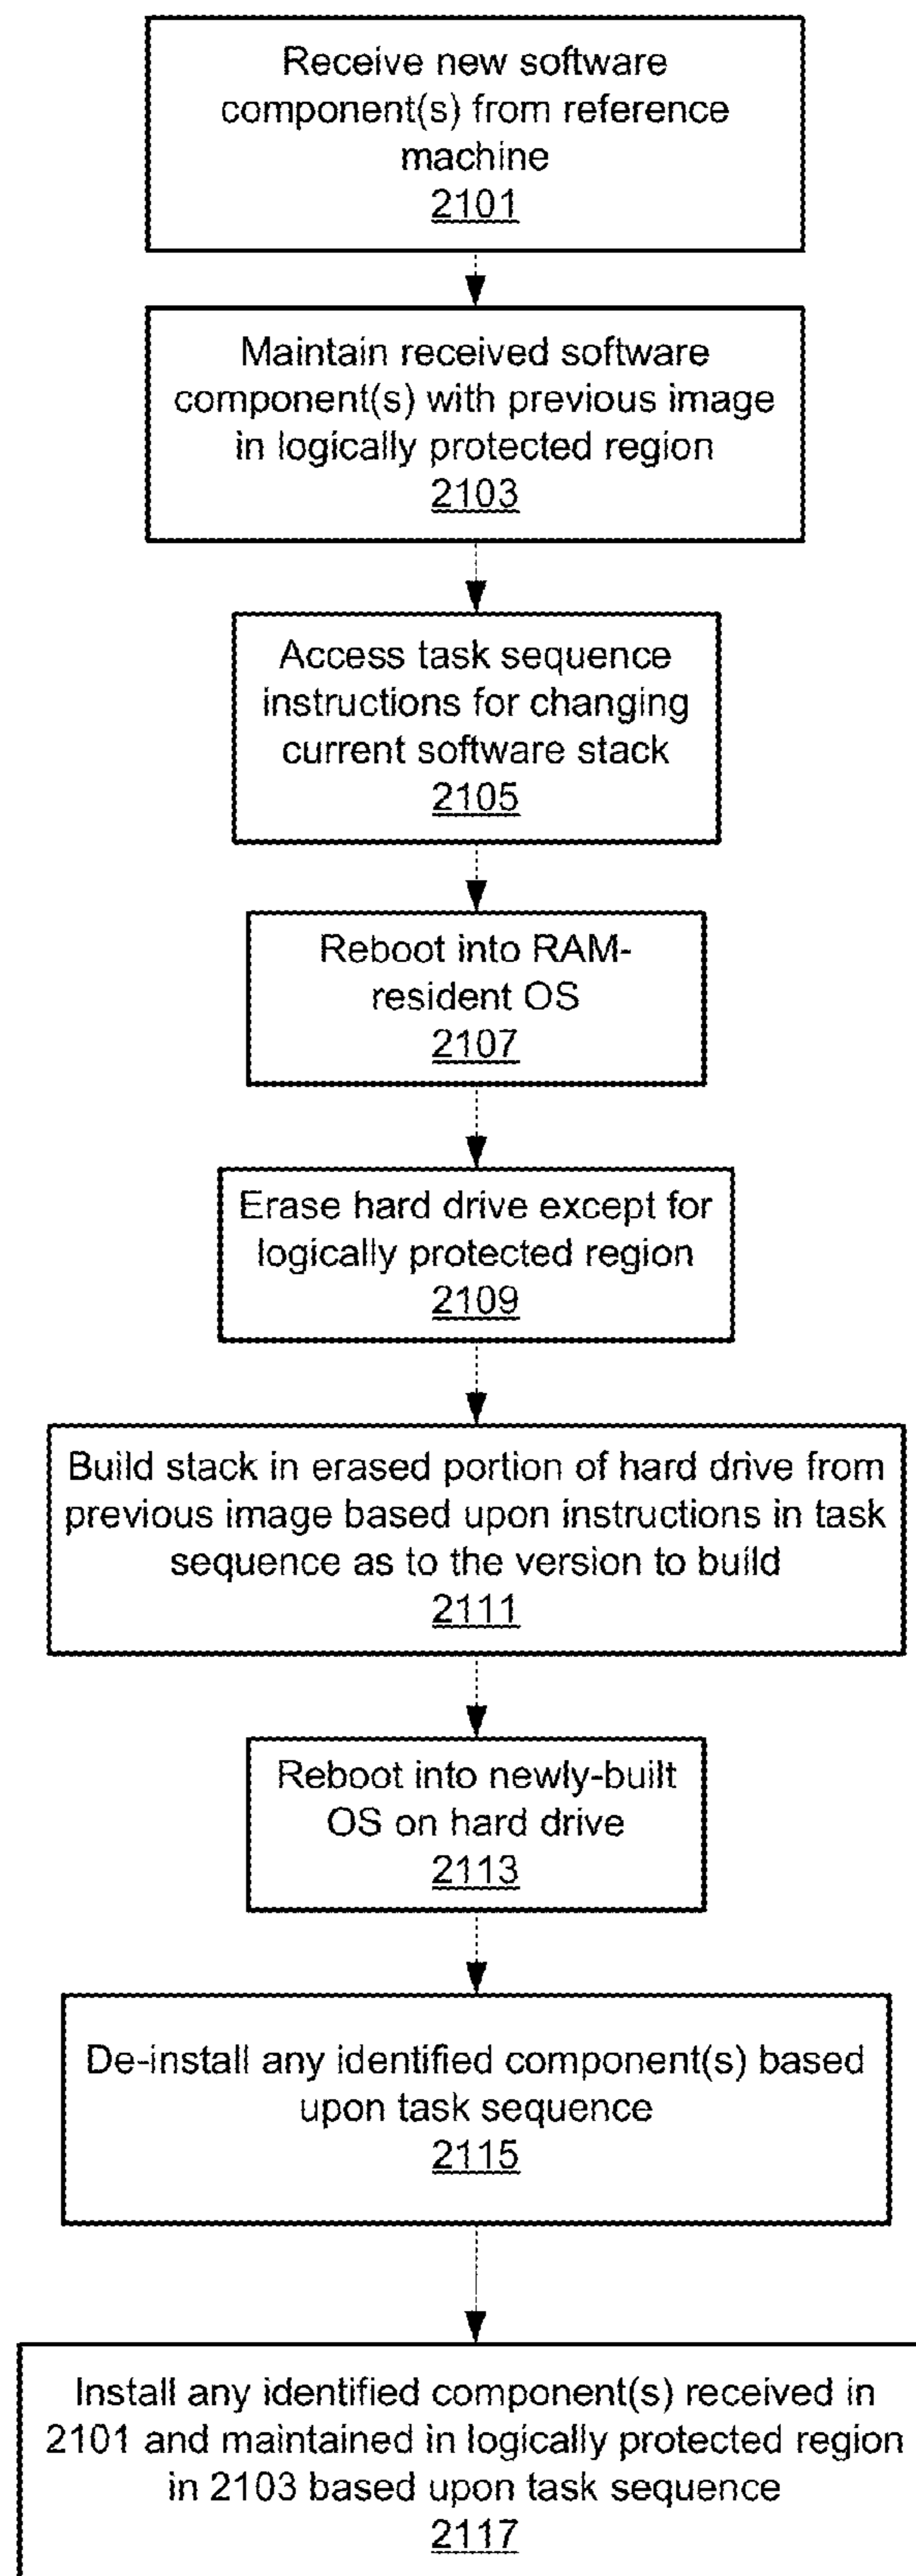 Receive new software
component(s) from reference
machine
2101
Maintain received software
component(s) with previous image
in logically protected region
2103
Access task sequence
instructions for changing
current software stack
2105
Reboot into RAM-
resident OS
2107
Erase hard drive except for
logically protected region
2109
Build stack in erased portion of hard drive from
previous image based upon instructions in task
sequence as to the version to build
2111
Reboot into newly-built
OS on hard drive
2113
De-install any identified component(s) based
upon task sequence
2115
Install any identified component(s) received in
2101 and maintained in logically protected region
in 2103 based upon task sequence
2117